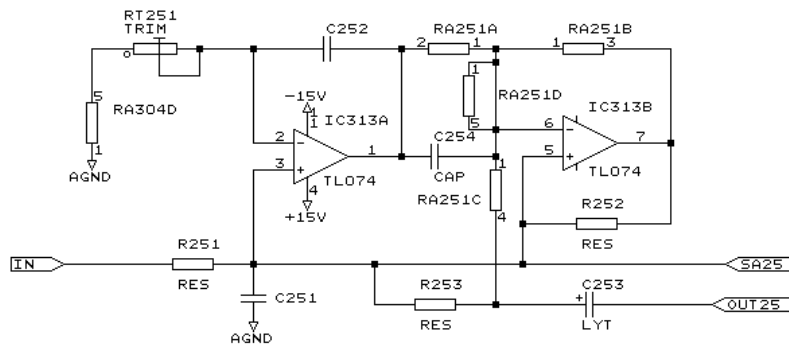 RT251
TRIM
C252
RA251A
2 1
RA251B
1 3
5
RA304D
1
AGND
-15V
1
1
IC313A
2
3
1
4
TL074
+15V
C254
CAP
1
RA251D
5
IC313B
6
5
7
TL074
1
RA251C
4
R252
RES
IN
R251
RES
SA25
C251
AGND
R253
RES
C253
+
LYT
OUT25